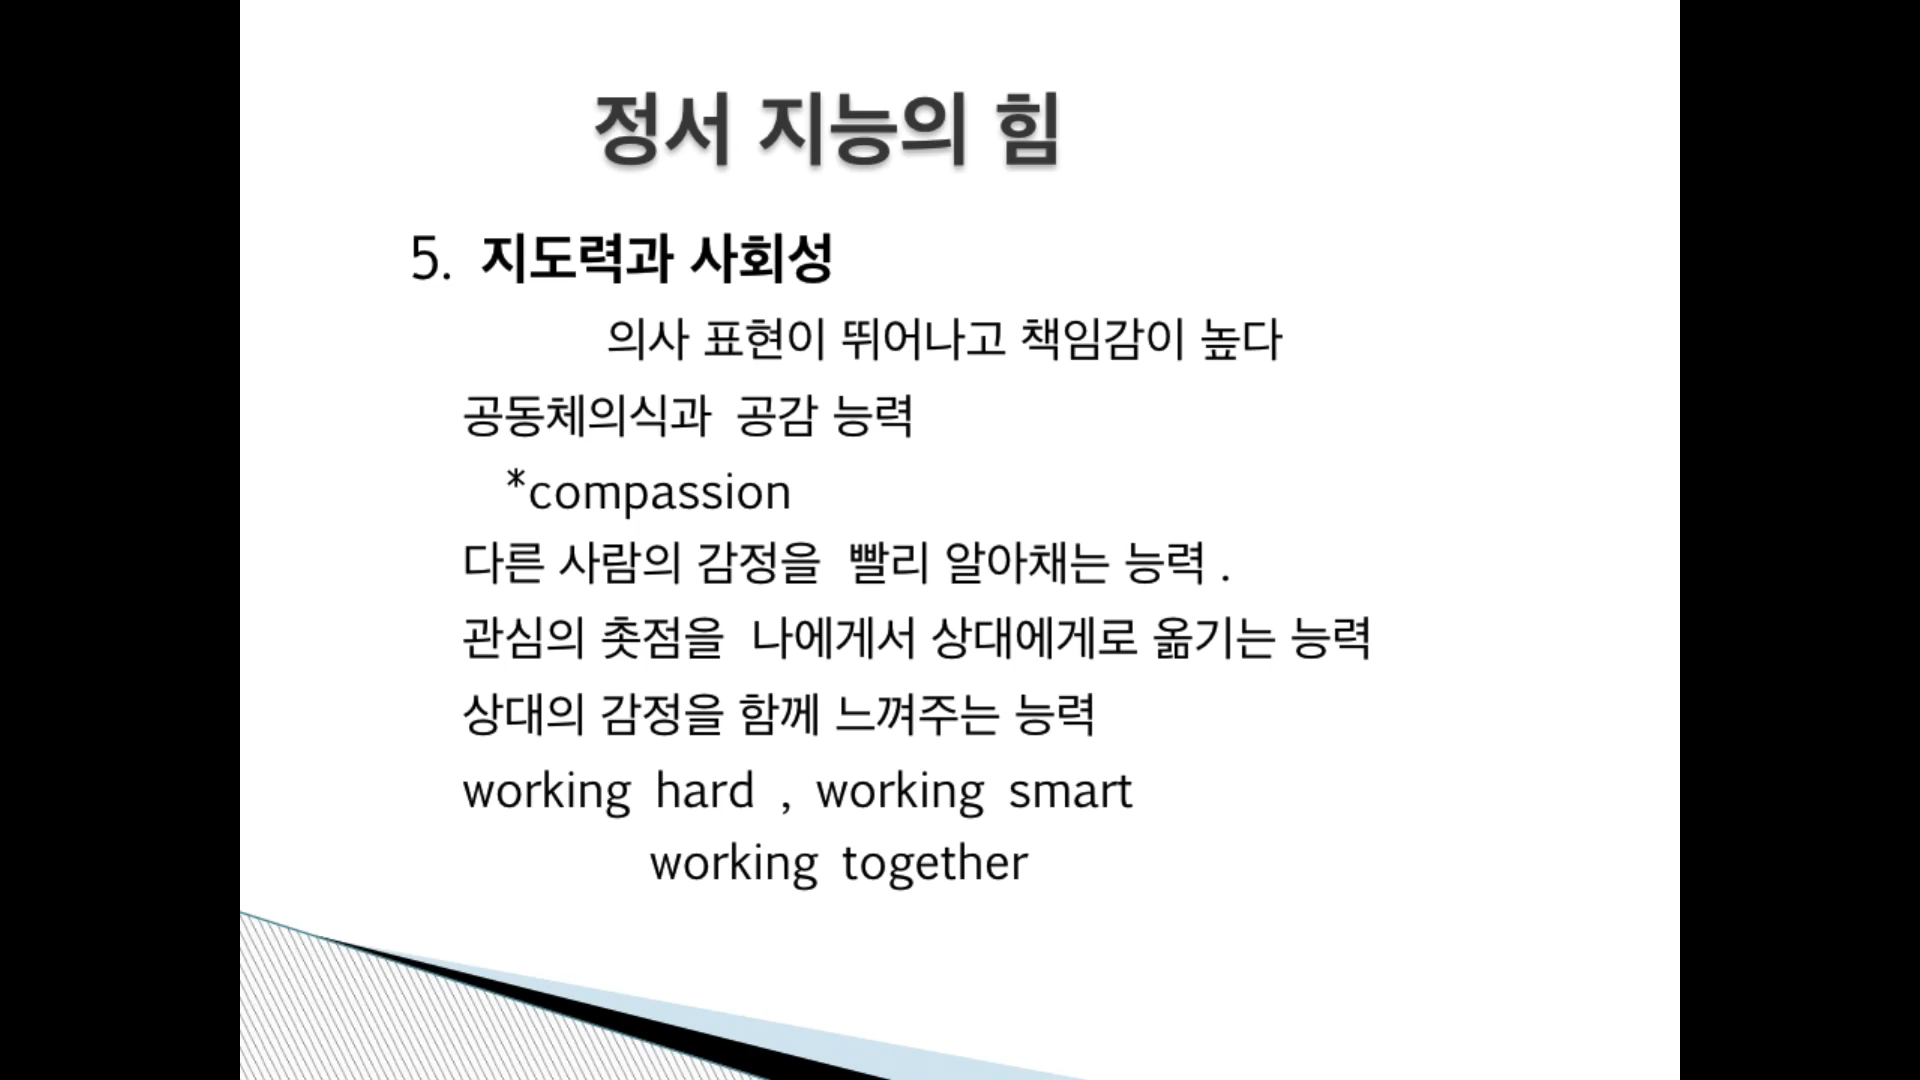 정서 지능의 힘
5. 지도력과 사회성
의사 표현이 뛰어나고 책임감이 높다
공동체의식과 공감 능력
*compassion
다른 사람의 감정을 빨리 알아채는 능력 .
관심의 촛점을 나에게서 상대에게로 옮기는 능력
상대의 감정을 함께 느껴주는 능력
working hard , working smart
working together